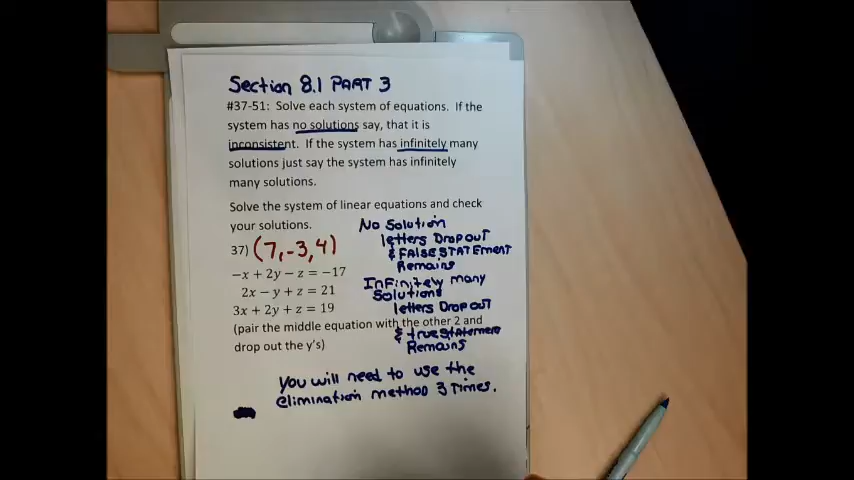 Section 8.1 PART 3
#37-51: Solve each system of equations. If the
system has no solutions say, that it is
inconsistent. If the system has infinitely many
solutions just say the system has infinitely
many solutions.
Solve the system of linear equations and check
your solutions.
37) (7,-3,4)
−x + 2y − z = −17
2x − y + z = 21
3x + 2y + z = 19
(pair the middle equation with the other 2 and
drop out the y's)
No Solution
letters Drop out
& FALSE STATEMENT
Remains
InFinitely many
Solutions
letters Drop out
& true statement
Remains
You will need to use the
elimination method 3 times.